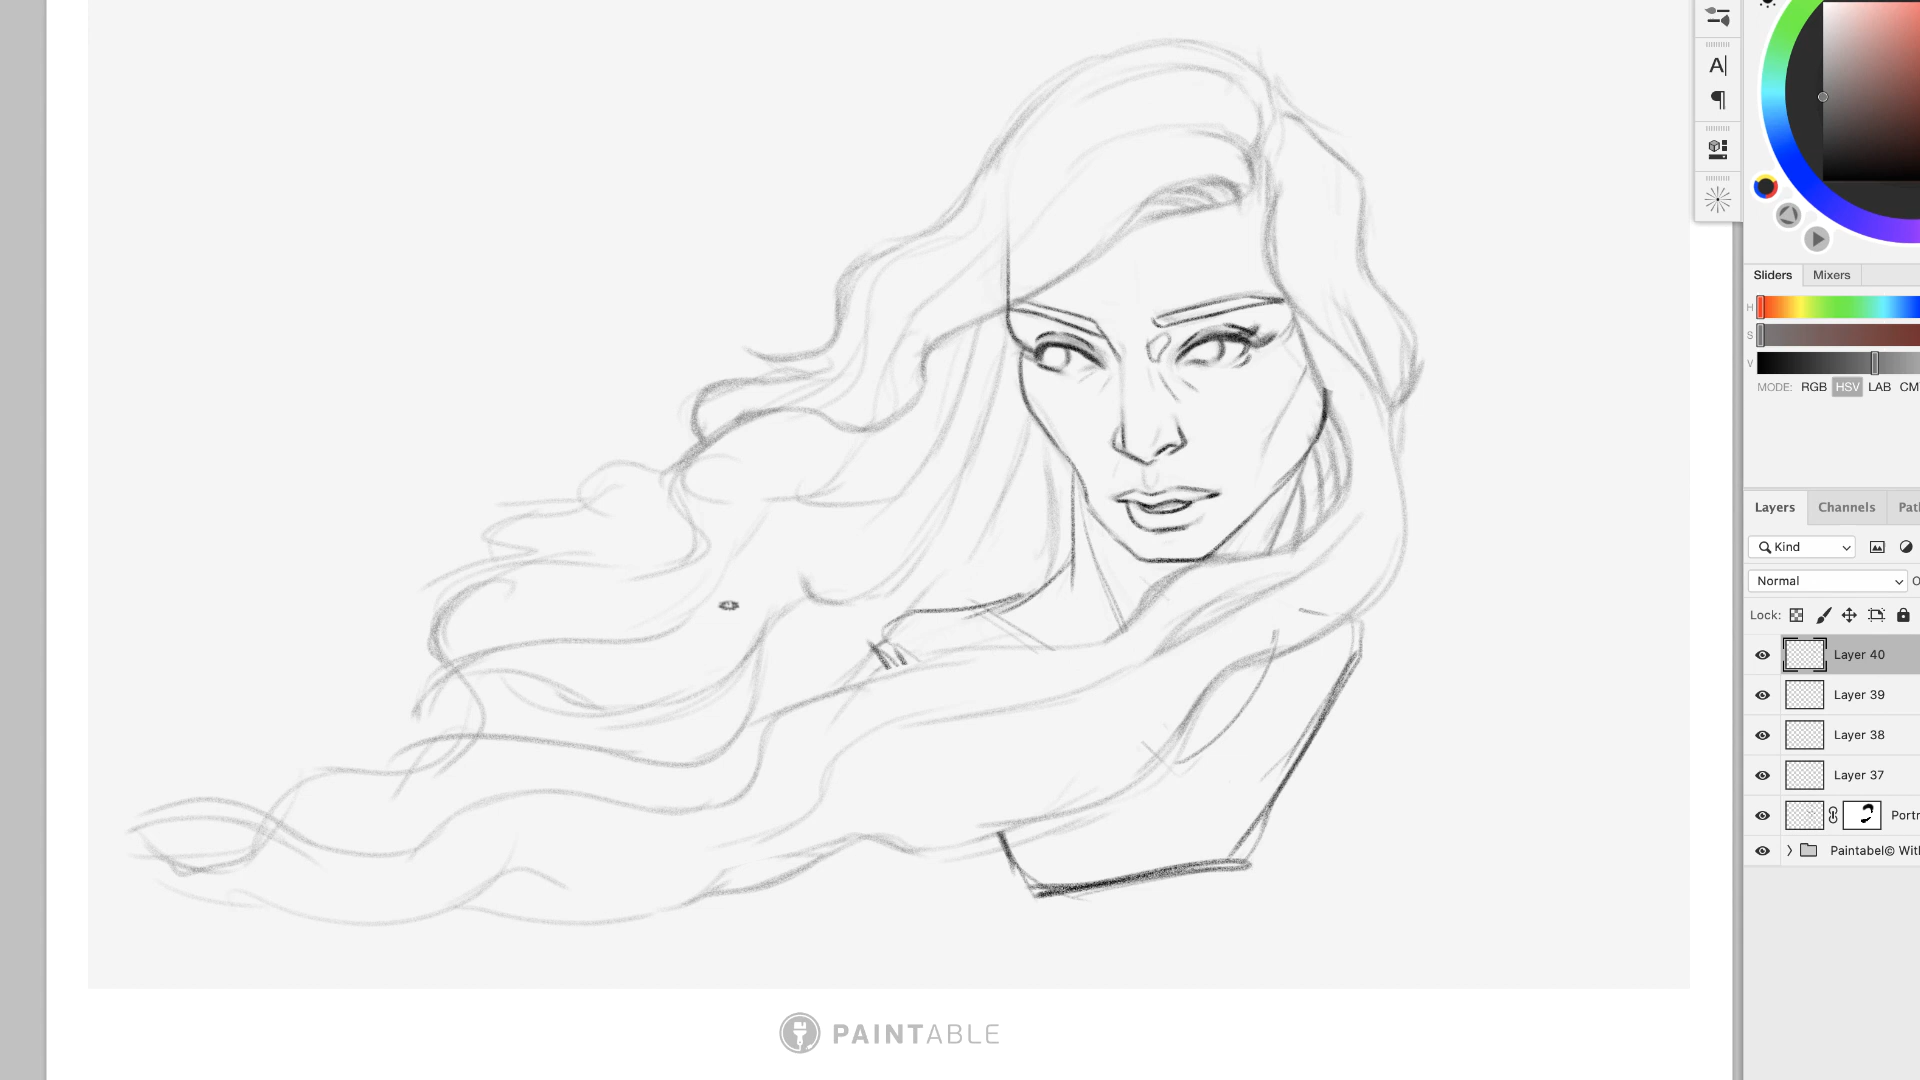 A|
¶
Sliders
Mixers
H
S
V
MODE: RGB HSV LAB CM
Layers
Channels
Pat
Kind
Normal
O
Lock:
Layer 40
Layer 39
Layer 38
Layer 37
Portr
Paintabel© With
PAINTABLE